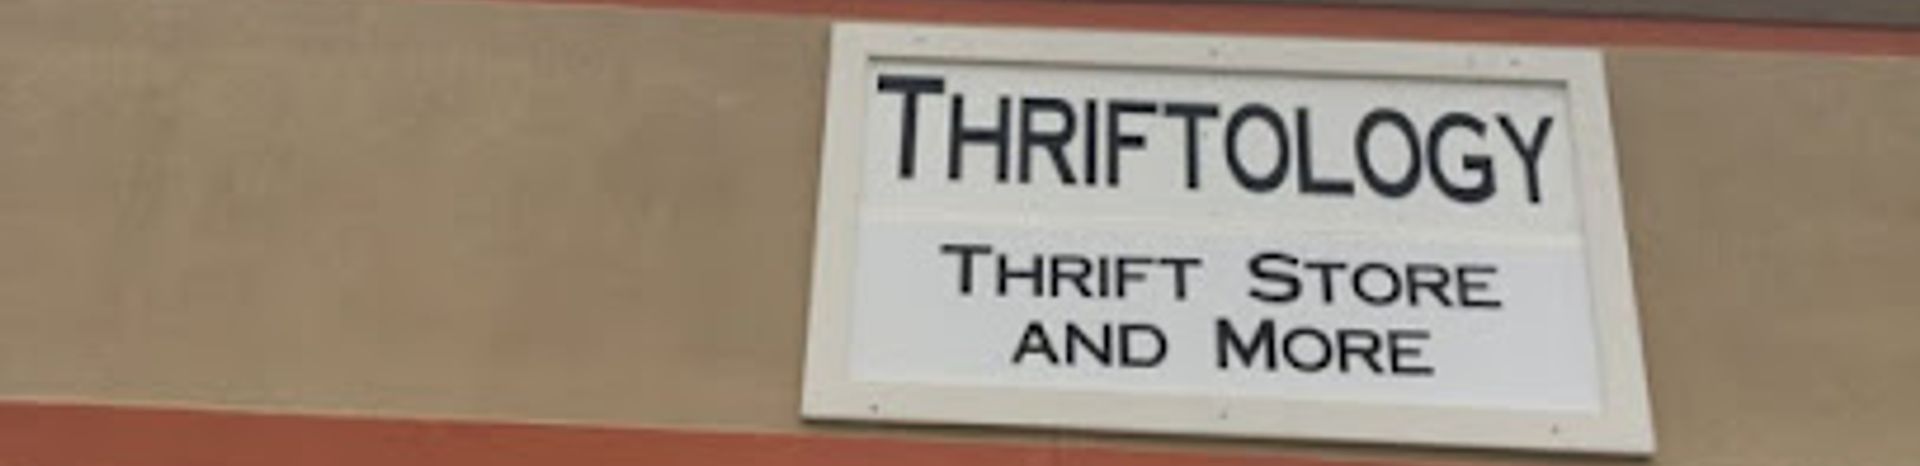 THRIFTOLOGY
THRIFT STORE
AND MORE